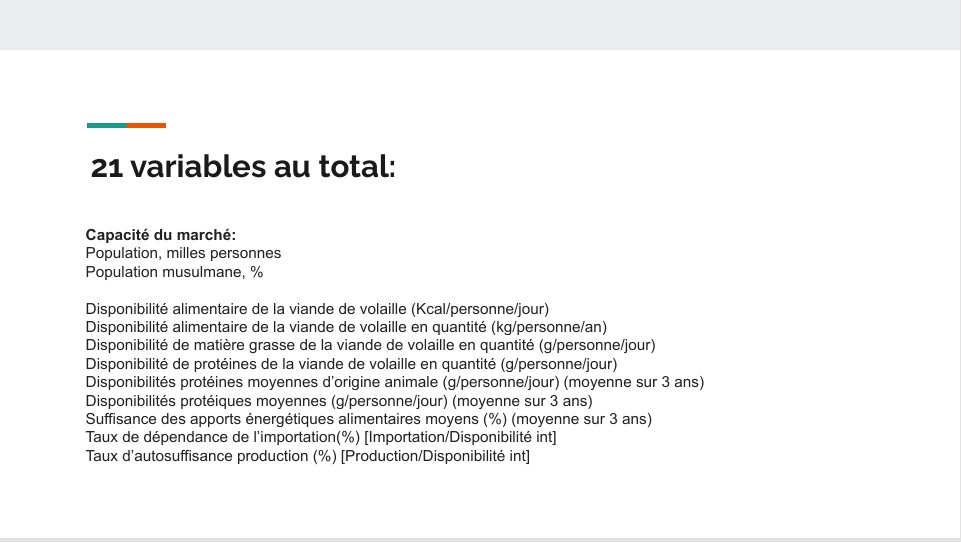 21 variables au total:
Capacité du marché:
Population, milles personnes
Population musulmane, %
Disponibilité alimentaire de la viande de volaille (Kcal/personne/jour)
Disponibilité alimentaire de la viande de volaille en quantité (kg/personne/an)
Disponibilité de matière grasse de la viande de volaille en quantité (g/personne/jour)
Disponibilité de protéines de la viande de volaille en quantité (g/personne/jour)
Disponibilités protéines moyennes d'origine animale (g/personne/jour) (moyenne sur 3 ans)
Disponibilités protéiques moyennes (g/personne/jour) (moyenne sur 3 ans)
Suffisance des apports énergétiques alimentaires moyens (%) (moyenne sur 3 ans)
Taux de dépendance de l'importation(%) [Importation/Disponibilité int]
Taux d'autosuffisance production (%) [Production/Disponibilité int]